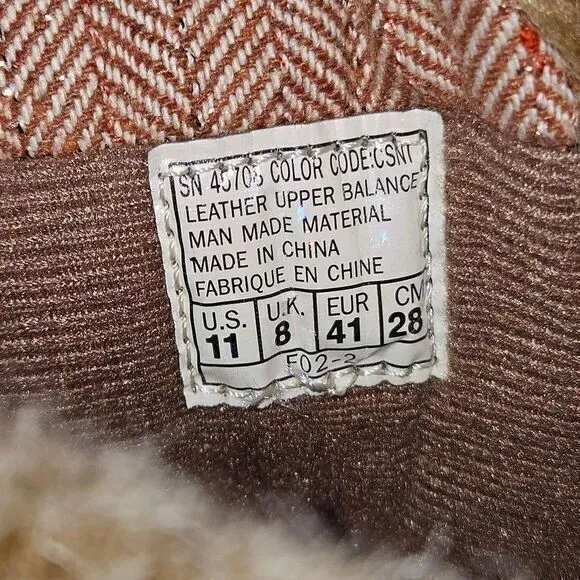 SN 45705 COLOR CODE:CSNT
LEATHER UPPER BALANCE
MAN MADE MATERIAL
MADE IN CHINA
FABRIQUE EN CHINE
U.S. U.K. EUR CM
11 8 41 28